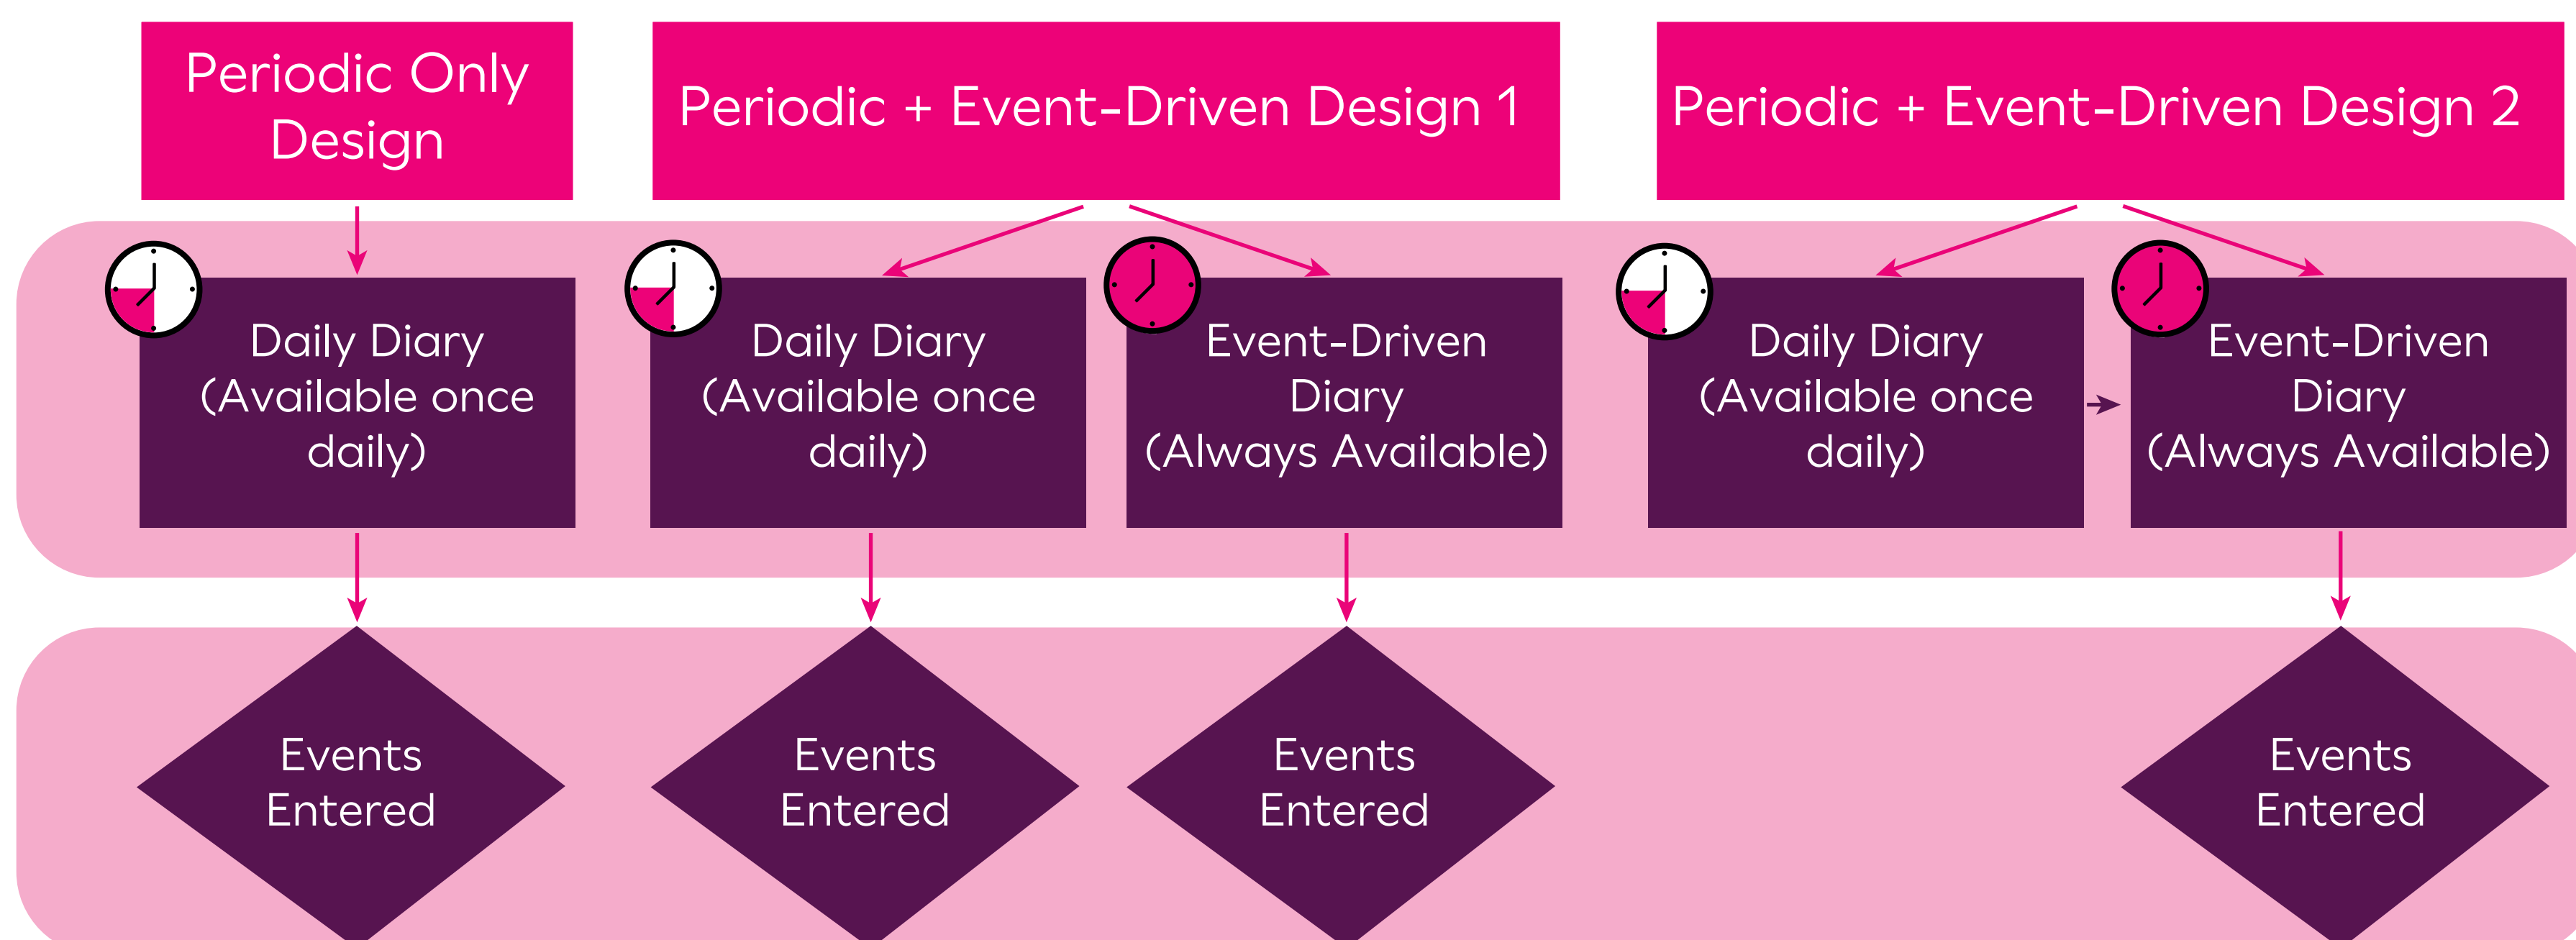 Periodic Only
Design
Periodic + Event-Driven Design 1
Periodic + Event-Driven Design 2
Daily Diary
(Available once
daily)
Daily Diary
(Available once
daily)
Event-Driven
Diary
(Always Available)
Daily Diary
(Available once
daily)
Event-Driven
Diary
(Always Available)
Events
Entered
Events
Entered
Events
Entered
Events
Entered